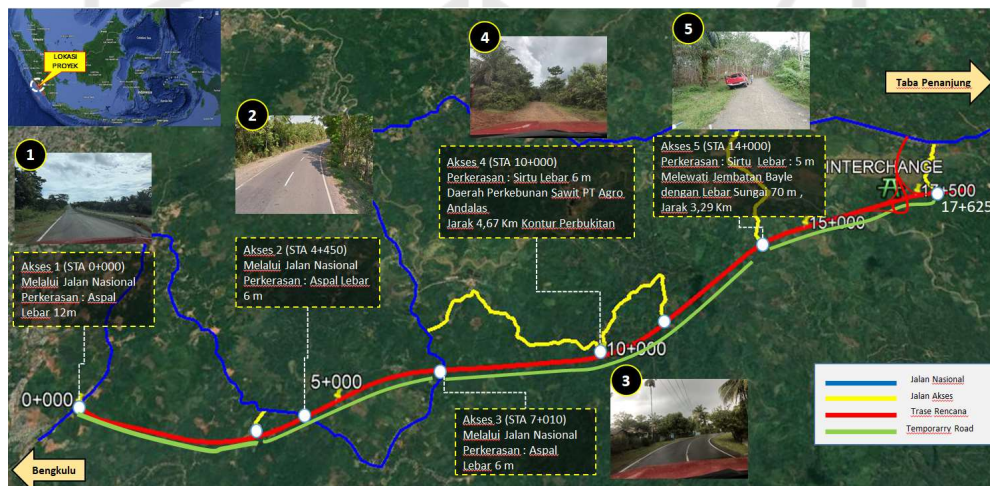 LOKASI
PROYEK
1
2
3
4
5
Taba Penanjung
Akses 1 (STA 0+000)
Melalui Jalan Nasional
Perkerasan : Aspal
Lebar 12m
Akses 2 (STA 4+450)
Melalui Jalan Nasional
Perkerasan : Aspal Lebar
6 m
Akses 4 (STA 10+000)
Perkerasan : Sirtu Lebar 6 m
Daerah Perkebunan Sawit PT Agro
Andalas
Jarak 4,67 Km Kontur Perbukitan
Akses 5 (STA 14+000)
Perkerasan : Sirtu Lebar : 5 m
Melewati Jembatan Bayle
dengan Lebar Sungai 70 m ,
Jarak 3,29 Km
INTERCHANGE
17+500
17+625
15+000
10+000
5+000
0+000
Akses 3 (STA 7+010)
Melalui Jalan Nasional
Perkerasan : Aspal
Lebar 6 m
Bengkulu
Jalan Nasional
Jalan Akses
Trase Rencana
Temporarry Road